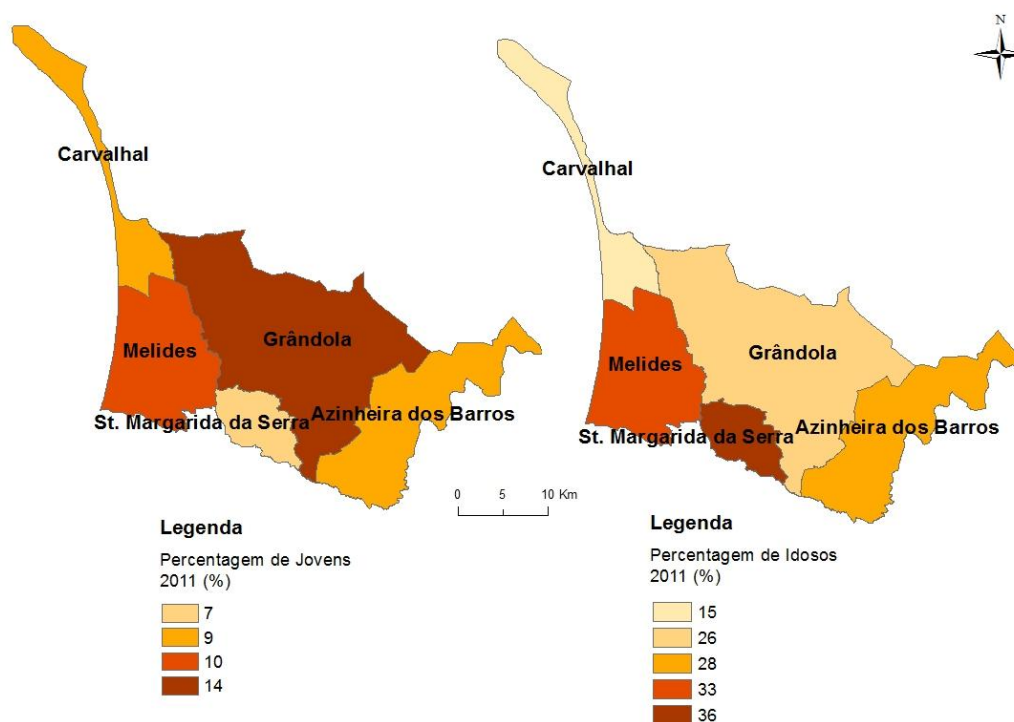 N
Carvalhal
Melides
Grândola
St. Margarida da Serra
Azinheira dos Barros
Legenda
Percentagem de Jovens
2011 (%)
7
9
10
14
0 5 10 Km
Carvalhal
Melides
Grândola
St. Margarida da Serra
Azinheira dos Barros
Legenda
Percentagem de Idosos
2011 (%)
15
26
28
33
36